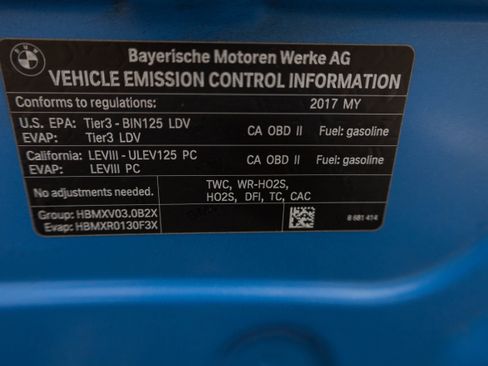 BMW
Bayerische Motoren Werke AG
VEHICLE EMISSION CONTROL INFORMATION
Conforms to regulations: 2017 MY
U.S. EPA: Tier3 - BIN125 LDV CA OBD II Fuel: gasoline
EVAP: Tier3 LDV
California: LEVIII - ULEV125 PC CA OBD II Fuel: gasoline
EVAP: LEVIII PC
No adjustments needed. TWC, WR-HO2S,
HO2S, DFI, TC, CAC
Group: HBMXV03.0B2X
Evap: HBMXR0130F3X 8 681 414